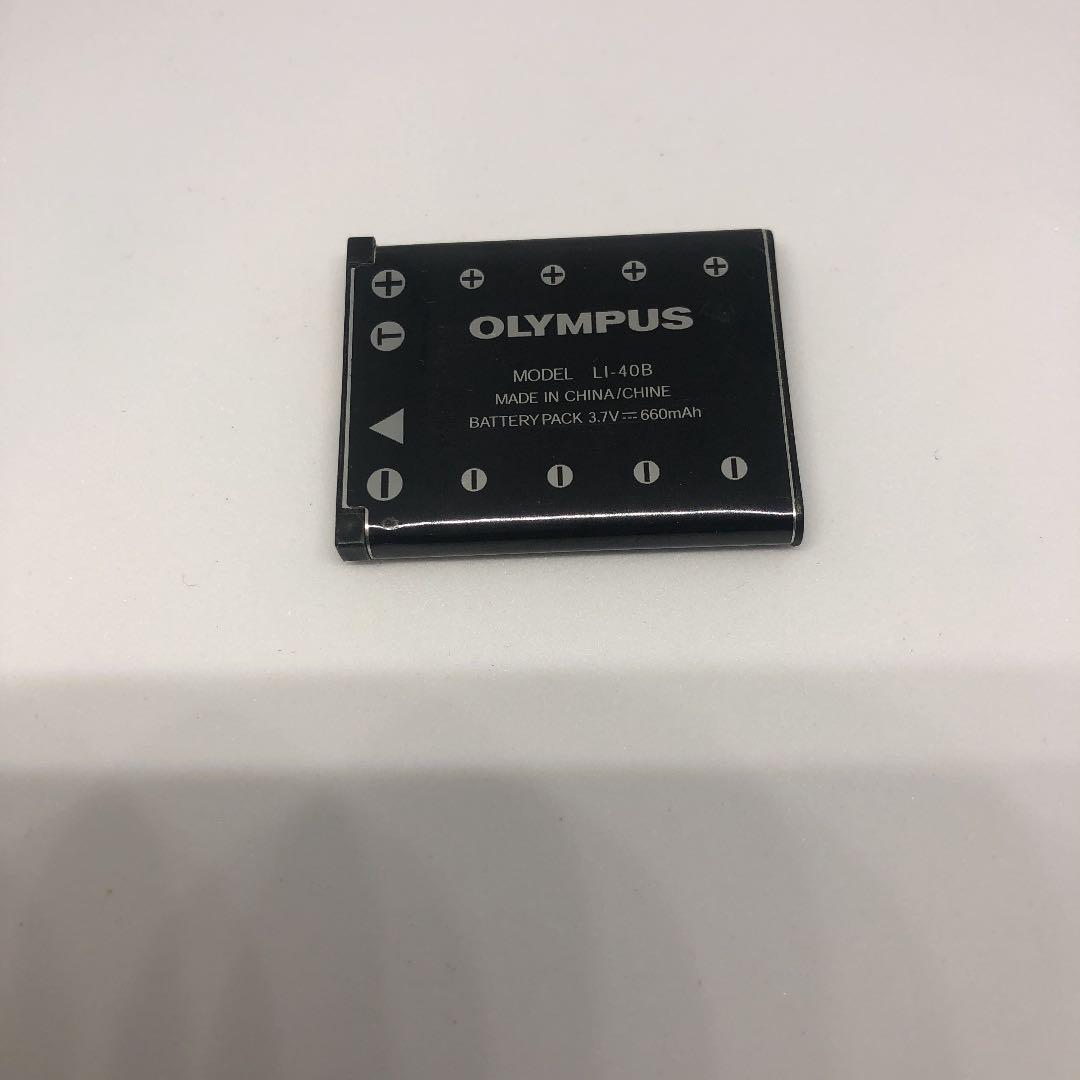 OLYMPUS
MODEL LI-40B
MADE IN CHINA/CHINE
BATTERY PACK 3.7V⎓660mAh
T